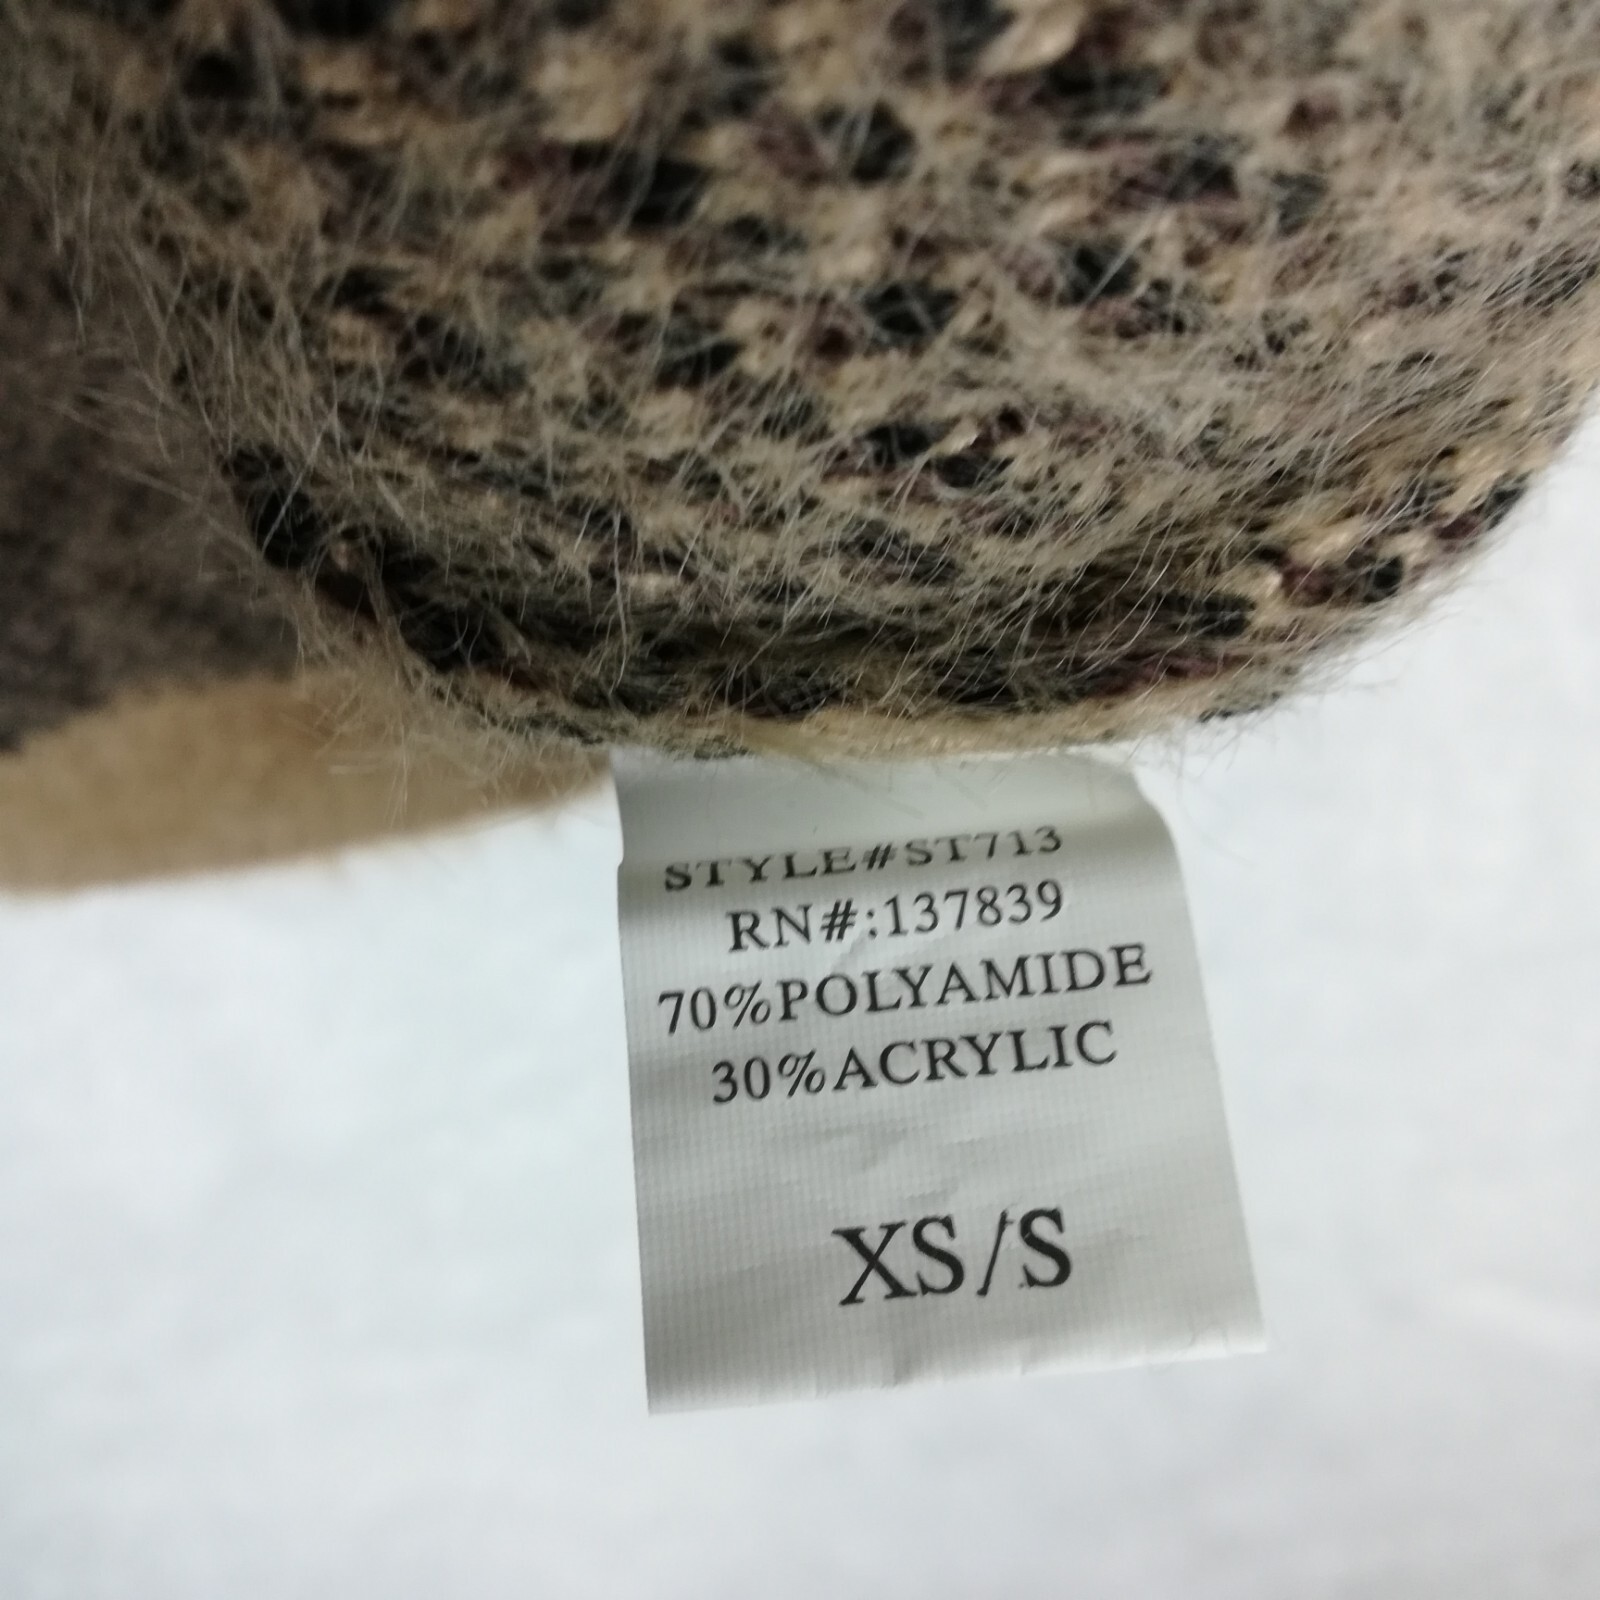 STYLE#ST713
RN#:137839
70%POLYAMIDE
30%ACRYLIC
XS/S